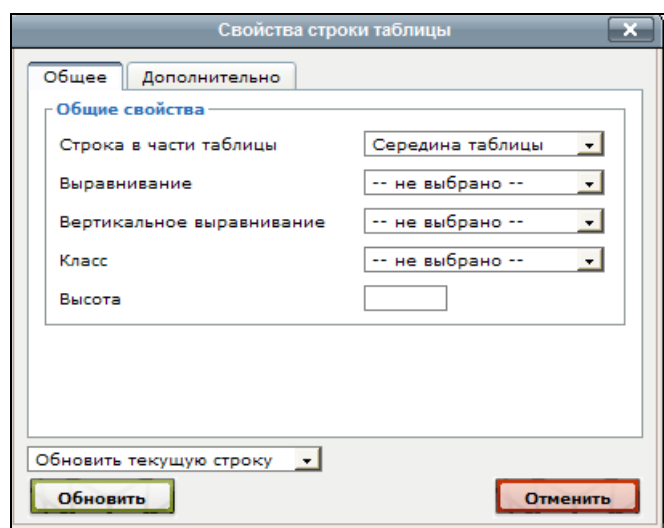 Свойства строки таблицы
Общее Дополнительно
Общие свойства
Строка в части таблицы Середина таблицы
Выравнивание -- не выбрано --
Вертикальное выравнивание -- не выбрано --
Класс -- не выбрано --
Высота
Обновить текущую строку
Обновить Отменить